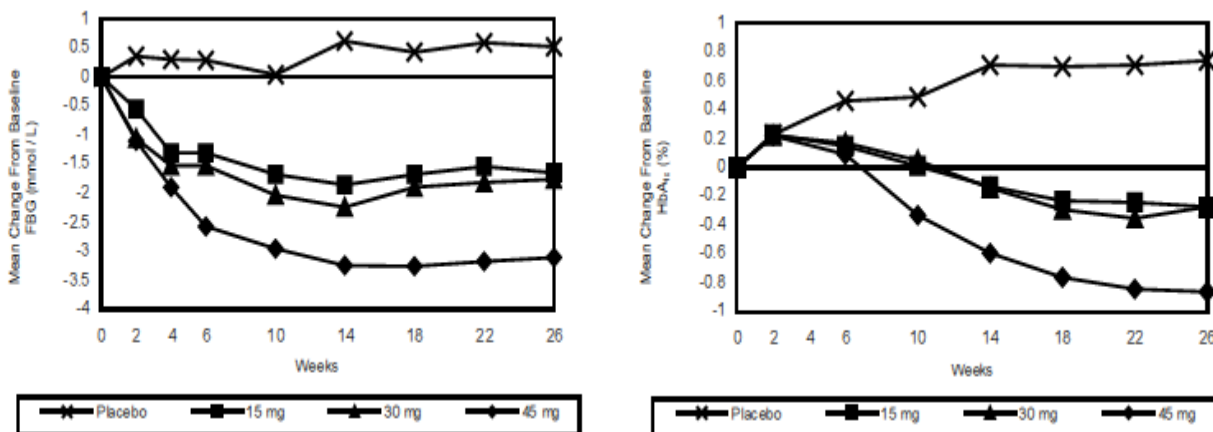 Mean Change From Baseline
FBG (mmol / L)
1
0.5
0
-0.5
-1
-1.5
-2
-2.5
-3
-3.5
-4
0 2 4 6 10 14 18 22 26
Weeks
Placebo 15 mg 30 mg 45 mg
Mean Change From Baseline
HbA₁c (%)
1
0.8
0.6
0.4
0.2
0
-0.2
-0.4
-0.6
-0.8
-1
0 2 6 10 14 18 22 26
Weeks
Placebo 15 mg 30 mg 45 mg